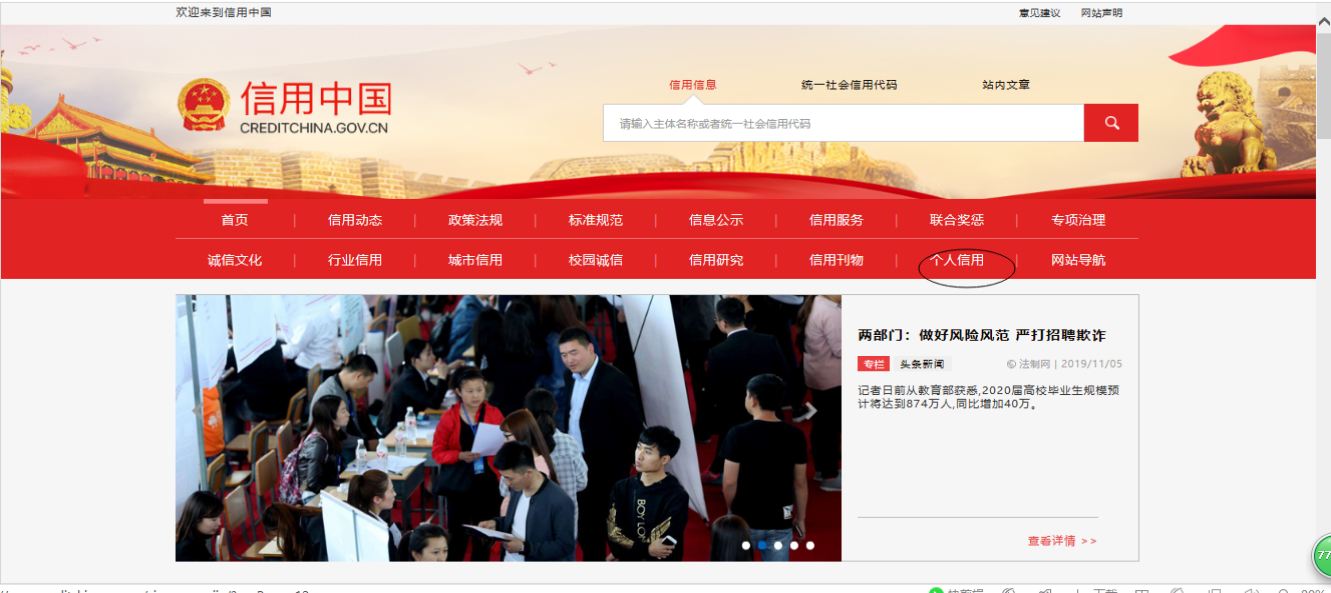 欢迎来到信用中国
意见建议 网站声明
信用中国
CREDITCHINA.GOV.CN
信用信息 统一社会信用代码 站内文章
请输入主体名称或者统一社会信用代码
首页 | 信用动态 | 政策法规 | 标准规范 | 信息公示 | 信用服务 | 联合奖惩 | 专项治理
诚信文化 | 行业信用 | 城市信用 | 校园诚信 | 信用研究 | 信用刊物 | 个人信用 | 网站导航
两部门：做好风险风范 严打招聘欺诈
专栏 头条新闻 © 法制网 | 2019/11/05
记者日前从教育部获悉,2020届高校毕业生规模预
计将达到874万人,同比增加40万。
查看详情 >>
BOY LON
77